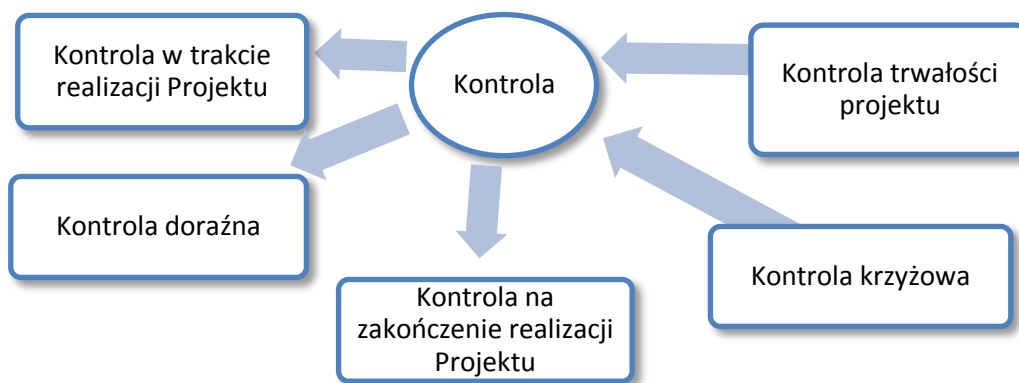 Kontrola w trakcie
realizacji Projektu
Kontrola
Kontrola trwałości
projektu
Kontrola doraźna
Kontrola krzyżowa
Kontrola na
zakończenie realizacji
Projektu